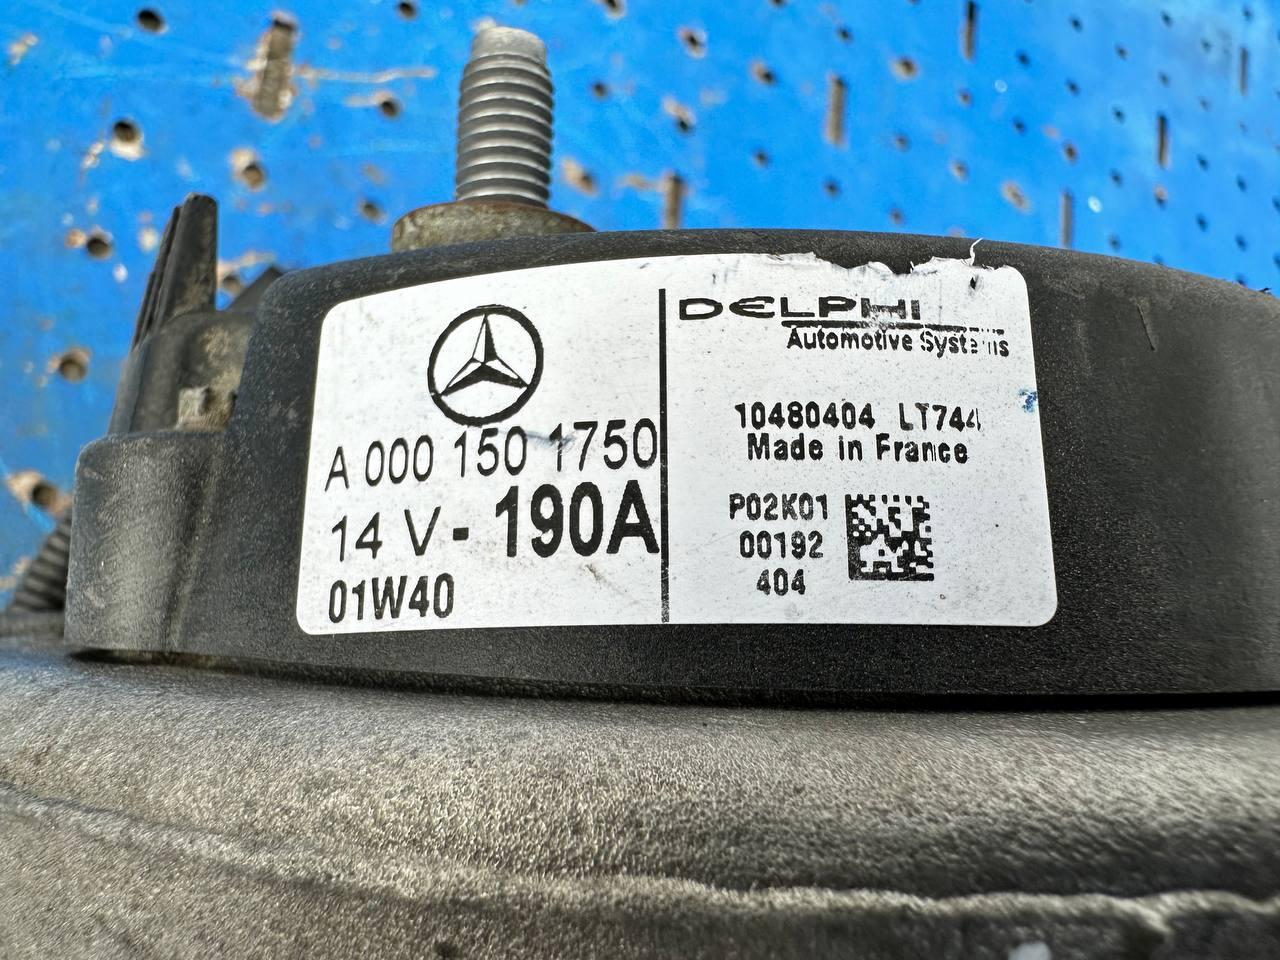 A 000 150 1750
14 V - 190A
01W40
DELPHI
Automotive Systems
10480404 LT744
Made in France
P02K01
00192
404